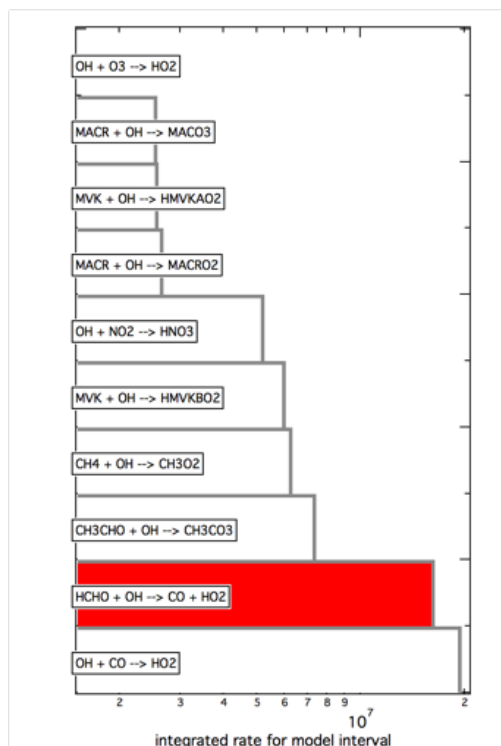 OH + O3 --> HO2
MACR + OH --> MACO3
MVK + OH --> HMVKAO2
MACR + OH --> MACRO2
OH + NO2 --> HNO3
MVK + OH --> HMVKBO2
CH4 + OH --> CH3O2
CH3CHO + OH --> CH3CO3
HCHO + OH --> CO + HO2
OH + CO --> HO2
2 3 4 5 6 7 8 9 2
10⁷
integrated rate for model interval